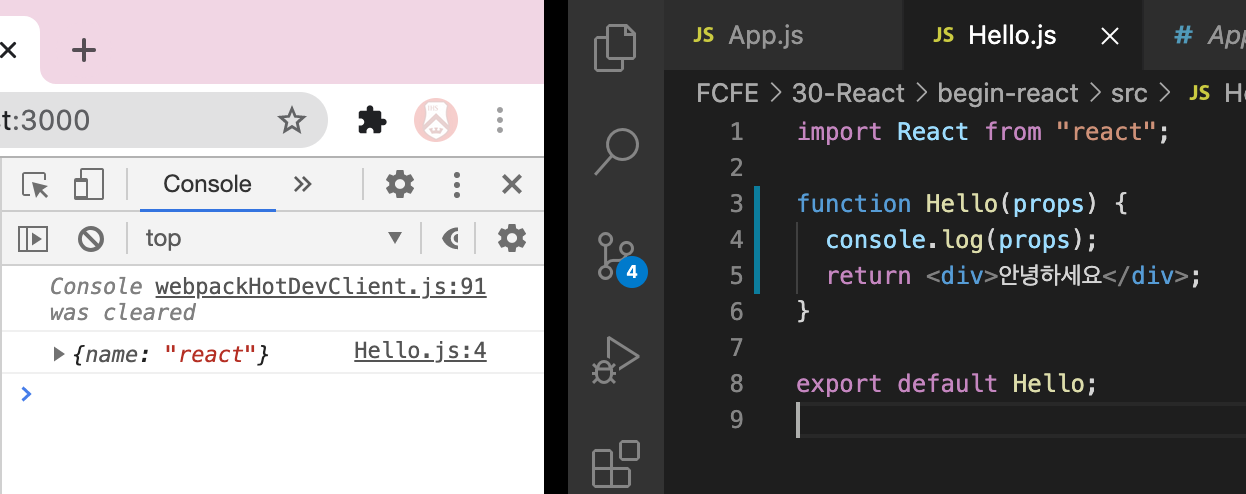 t:3000
Console
top
Console webpackHotDevClient.js:91
was cleared
{name: "react"} Hello.js:4
JS App.js
JS Hello.js
# App
FCFE > 30-React > begin-react > src > JS He
1 import React from "react";
2
3 function Hello(props) {
4 console.log(props);
5 return <div>안녕하세요</div>;
6 }
7
8 export default Hello;
9
4